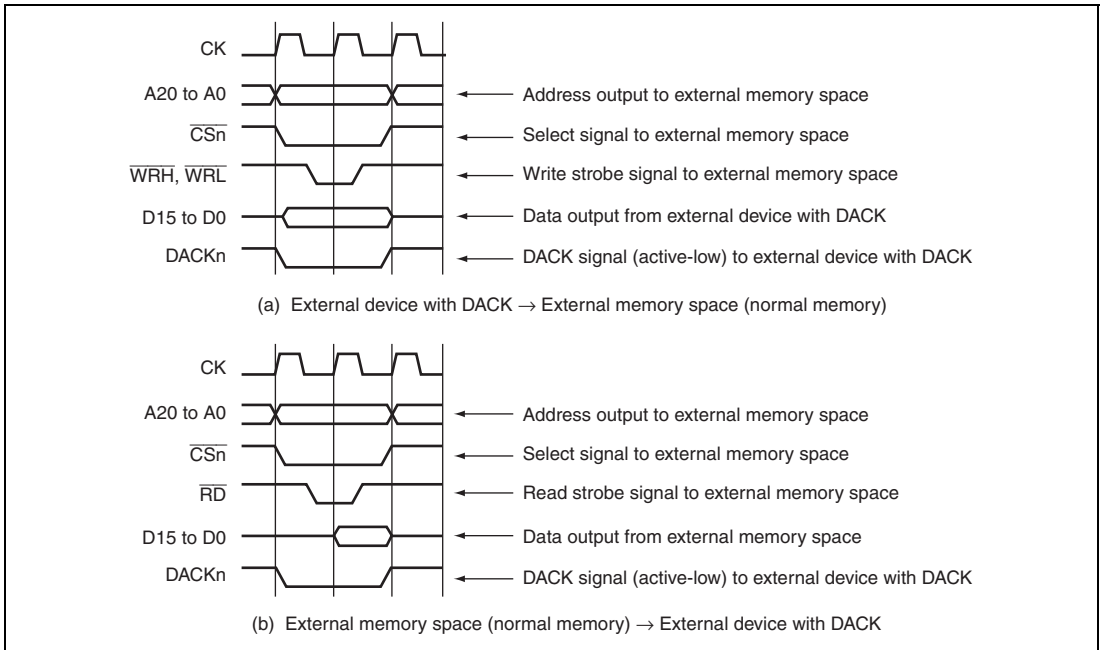 CK
A20 to A0
Address output to external memory space
CSn
Select signal to external memory space
WRH, WRL
Write strobe signal to external memory space
D15 to D0
Data output from external device with DACK
DACKn
DACK signal (active-low) to external device with DACK
(a) External device with DACK → External memory space (normal memory)
CK
A20 to A0
Address output to external memory space
CSn
Select signal to external memory space
RD
Read strobe signal to external memory space
D15 to D0
Data output from external memory space
DACKn
DACK signal (active-low) to external device with DACK
(b) External memory space (normal memory) → External device with DACK